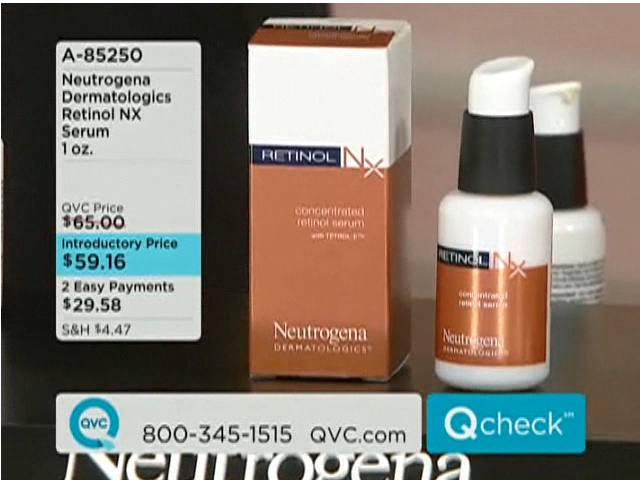 A-85250
Neutrogena
Dermatologics
Retinol NX
Serum
1 oz.
QVC Price
$65.00
Introductory Price
$59.16
2 Easy Payments
$29.58
S&H $4.47
RETINOL Nx
concentrated
retinol serum
Neutrogena
DERMATOLOGICS
RETINOL Nx
concentrated
retinol serum
Neutrogena
DERMATOLOGICS
QVC
800-345-1515 QVC.com
Qcheck℠
Neutrogena